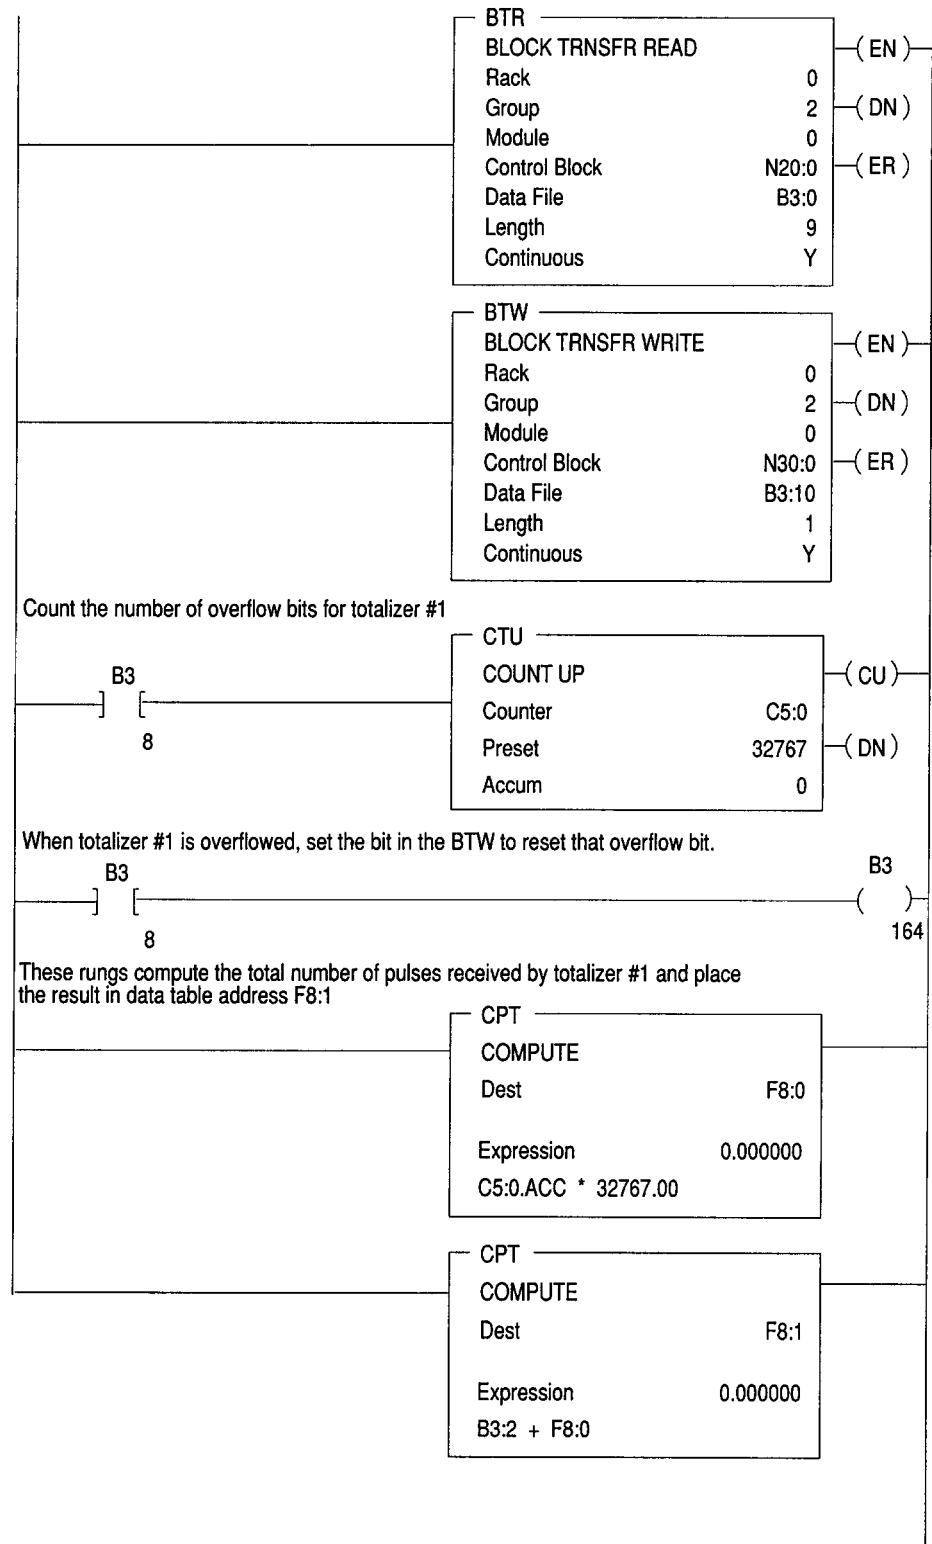 BTR
BLOCK TRNSFR READ (EN)
Rack 0
Group 2 (DN)
Module 0
Control Block N20:0 (ER)
Data File B3:0
Length 9
Continuous Y
BTW
BLOCK TRNSFR WRITE (EN)
Rack 0
Group 2 (DN)
Module 0
Control Block N30:0 (ER)
Data File B3:10
Length 1
Continuous Y
Count the number of overflow bits for totalizer #1
CTU
B3 COUNT UP (CU)
Counter C5:0
8 Preset 32767 (DN)
Accum 0
When totalizer #1 is overflowed, set the bit in the BTW to reset that overflow bit.
B3 B3
8 164
These rungs compute the total number of pulses received by totalizer #1 and place
the result in data table address F8:1
CPT
COMPUTE
Dest F8:0
Expression 0.000000
C5:0.ACC * 32767.00
CPT
COMPUTE
Dest F8:1
Expression 0.000000
B3:2 + F8:0